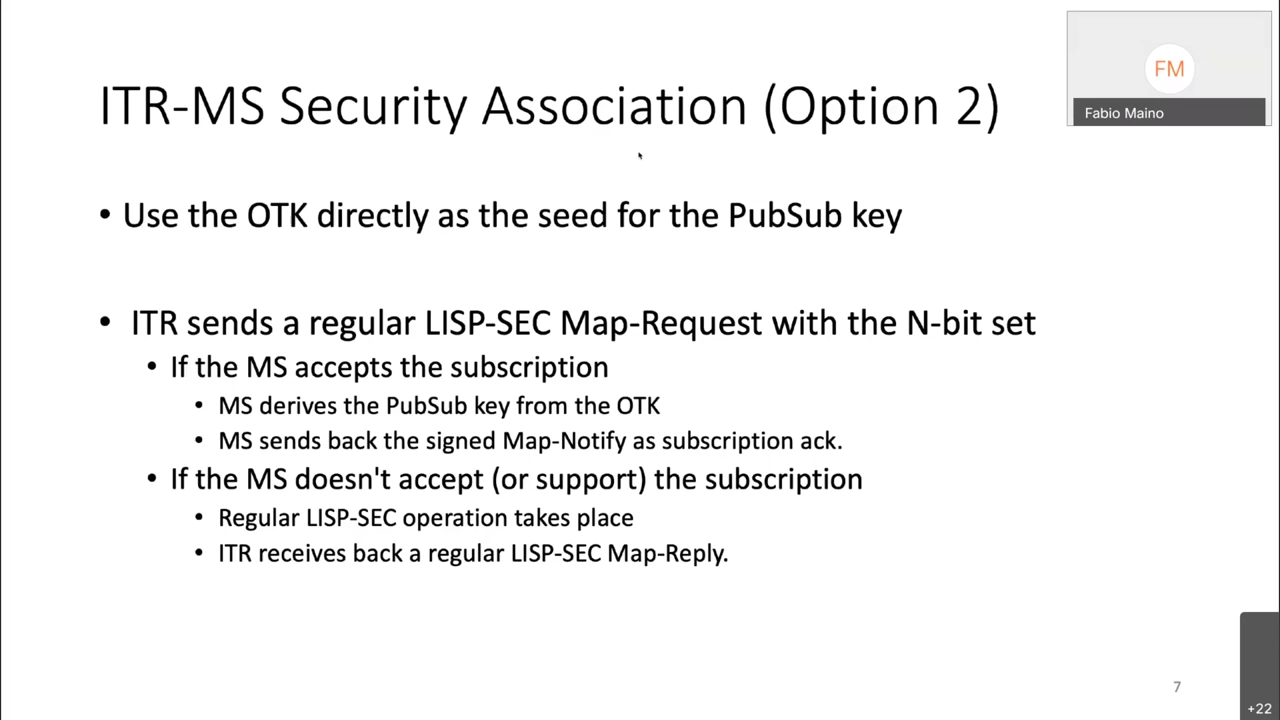 ITR-MS Security Association (Option 2)
FM
Fabio Maino
• Use the OTK directly as the seed for the PubSub key
• ITR sends a regular LISP-SEC Map-Request with the N-bit set
• If the MS accepts the subscription
• MS derives the PubSub key from the OTK
• MS sends back the signed Map-Notify as subscription ack.
• If the MS doesn't accept (or support) the subscription
• Regular LISP-SEC operation takes place
• ITR receives back a regular LISP-SEC Map-Reply.
7
+22